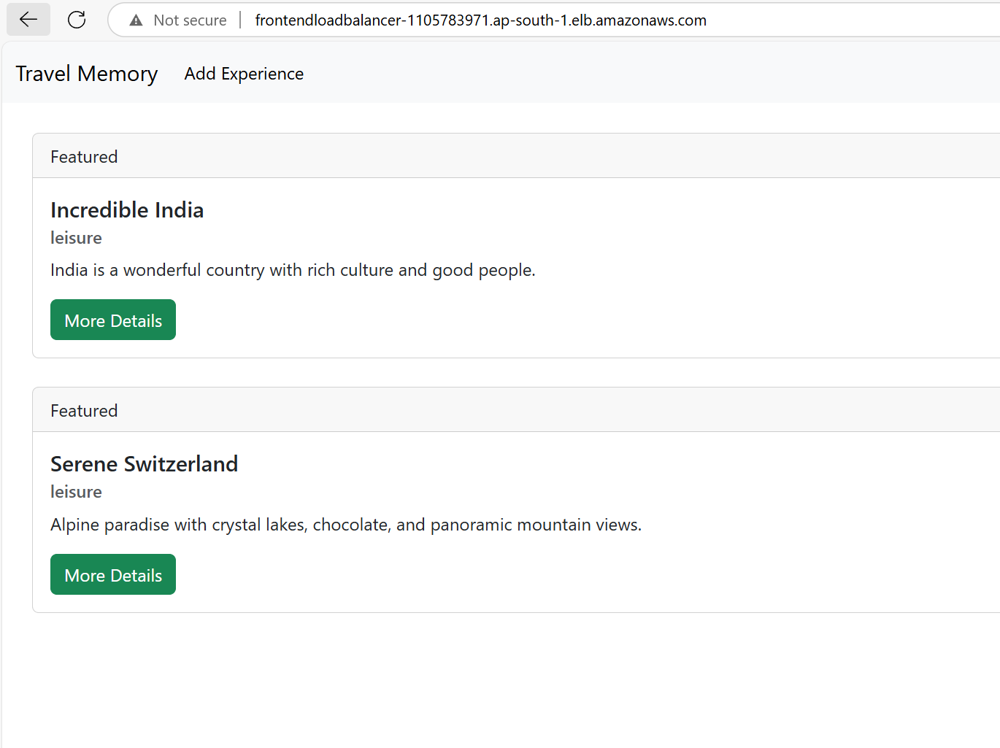 Not secure | frontendloadbalancer-1105783971.ap-south-1.elb.amazonaws.com
Travel Memory Add Experience
Featured
Incredible India
leisure
India is a wonderful country with rich culture and good people.
More Details
Featured
Serene Switzerland
leisure
Alpine paradise with crystal lakes, chocolate, and panoramic mountain views.
More Details